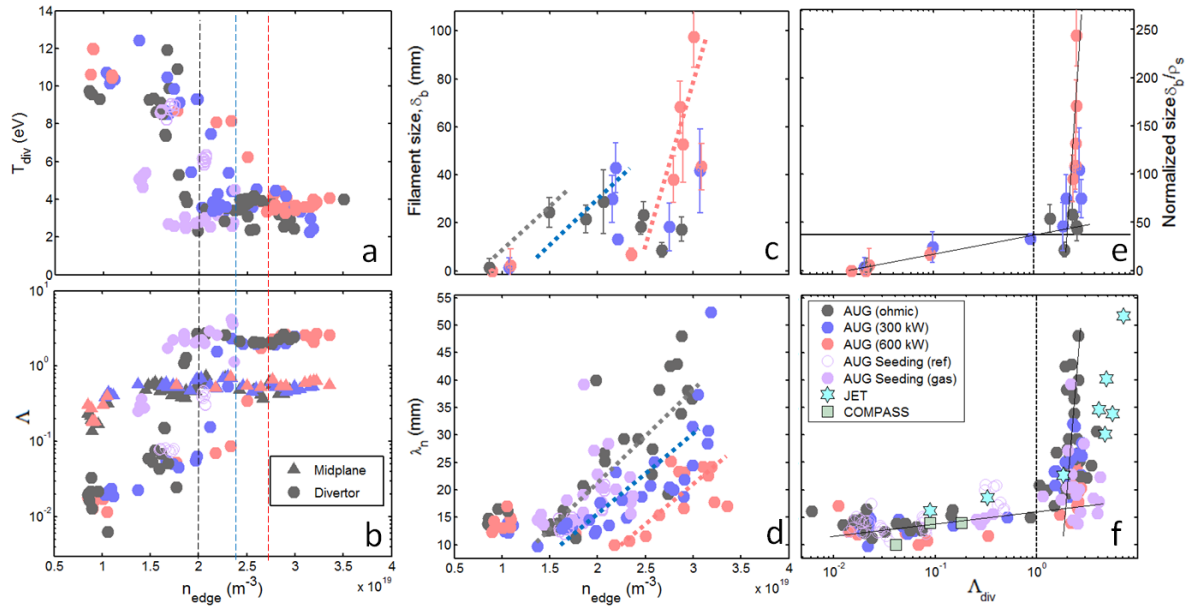 14
12
10
8
6
4
2
0
T_div (eV)
a
10^1
10^0
10^-1
10^-2
Λ
Midplane
Divertor
b
0.5 1 1.5 2 2.5 3 3.5 4
n_edge (m^-3)
x 10^19
100
80
60
40
20
0
Filament size, δ_b (mm)
c
55
50
45
40
35
30
25
20
15
10
5
λ_n (mm)
d
0.5 1 1.5 2 2.5 3 3.5 4
n_edge (m^-3)
x 10^19
250
200
150
100
50
0
Normalized size δ_b/ρ_s
e
AUG (ohmic)
AUG (300 kW)
AUG (600 kW)
AUG Seeding (ref)
AUG Seeding (gas)
JET
COMPASS
f
10^-2 10^-1 10^0 10^1
Λ_div